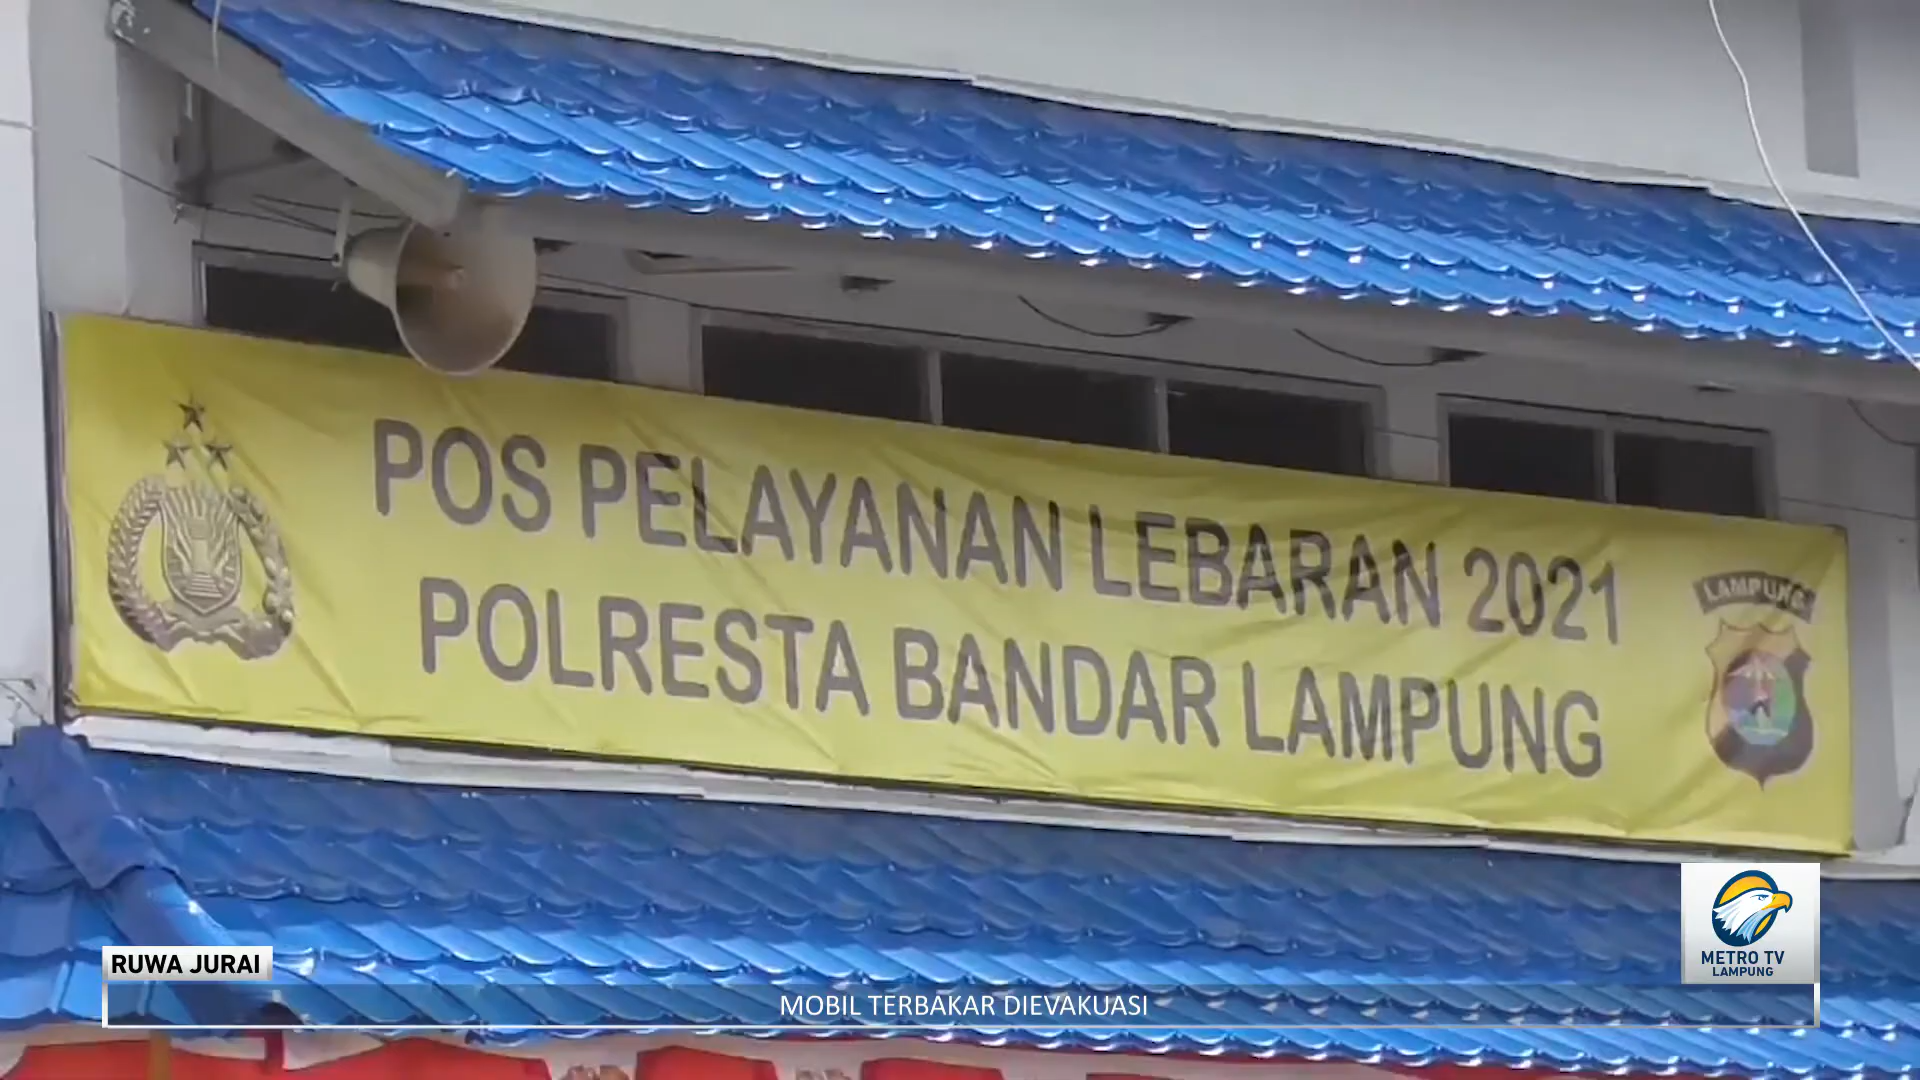 POS PELAYANAN LEBARAN 2021
POLRESTA BANDAR LAMPUNG
LAMPUNG
METRO TV
LAMPUNG
RUWA JURAI
MOBIL TERBAKAR DIEVAKUASI